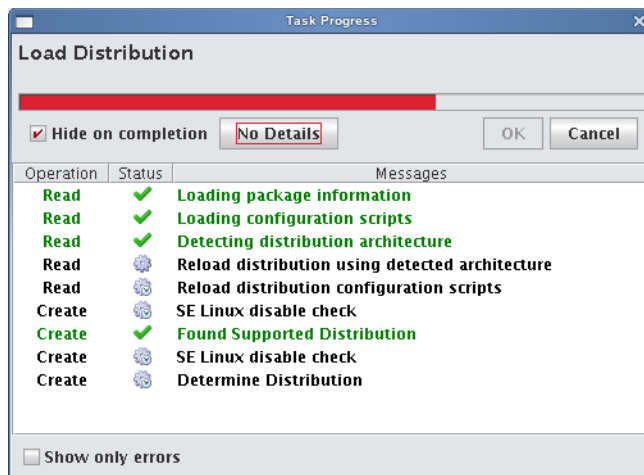 Task Progress
Load Distribution
Hide on completion No Details OK Cancel
Operation Status Messages
Read Loading package information
Read Loading configuration scripts
Read Detecting distribution architecture
Read Reload distribution using detected architecture
Read Reload distribution configuration scripts
Create SE Linux disable check
Create Found Supported Distribution
Create SE Linux disable check
Create Determine Distribution
Show only errors